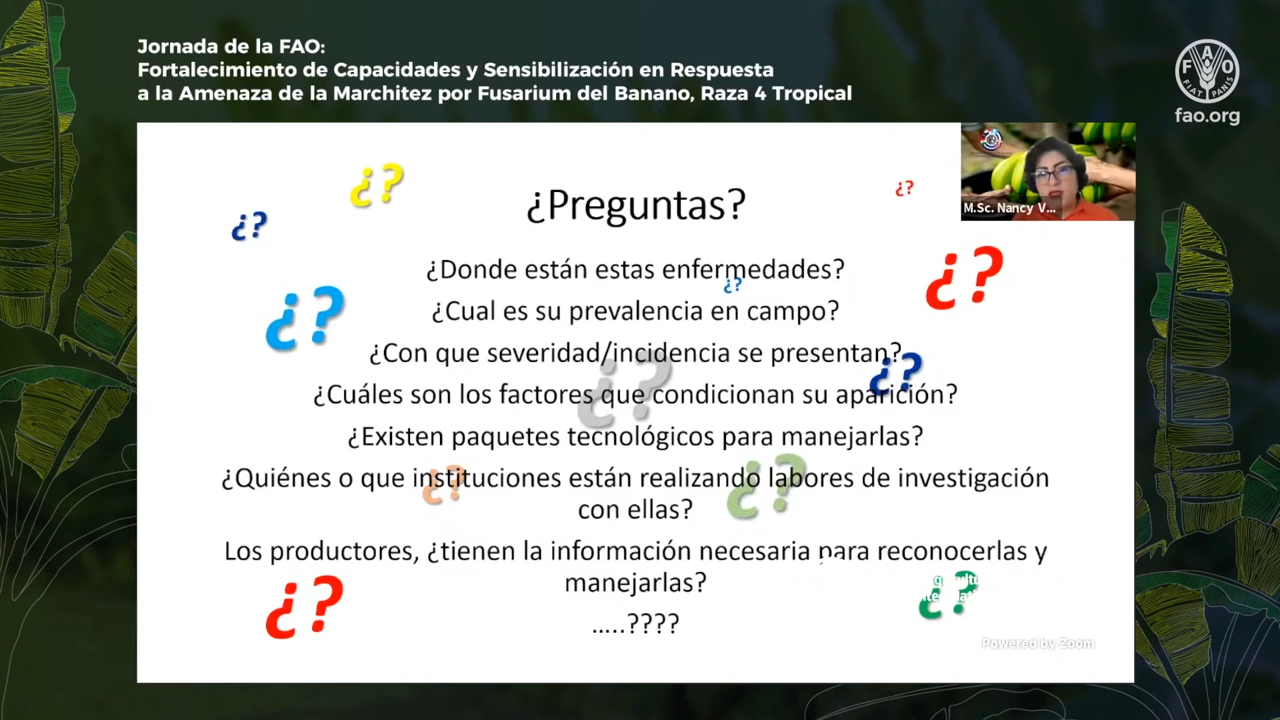 Jornada de la FAO:
Fortalecimiento de Capacidades y Sensibilización en Respuesta
a la Amenaza de la Marchitez por Fusarium del Banano, Raza 4 Tropical
FAO
FIAT PANIS
fao.org
M.Sc. Nancy V...
¿?
¿?
¿?
¿Preguntas?
¿Donde están estas enfermedades?
¿?
¿?
¿?
¿Cual es su prevalencia en campo?
¿Con que severidad/incidencia se presentan?
¿?
¿?
¿Cuáles son los factores que condicionan su aparición?
¿Existen paquetes tecnológicos para manejarlas?
¿Quiénes o que instituciones están realizando labores de investigación
con ellas?
¿?
¿?
Los productores, ¿tienen la información necesaria para reconocerlas y
manejarlas?
¿?
¿?
.....????
Powered by Zoom